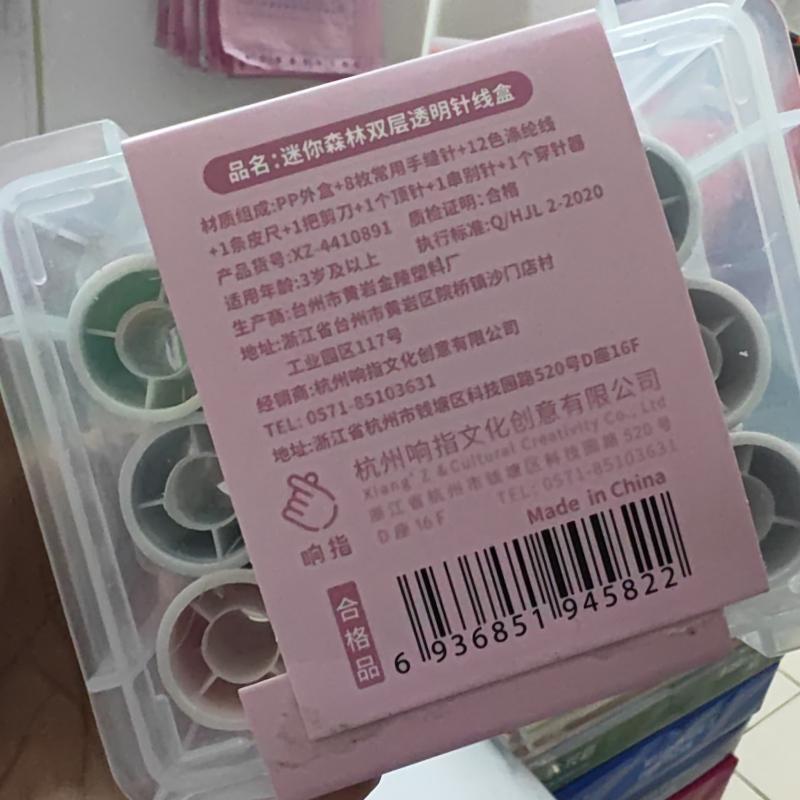 品名:迷你森林双层透明针线盒
材质组成:PP外盒+8枚常用手缝针+12色涤纶线
+1条皮尺+1把剪刀+1个顶针+1串别针+1个穿针器
产品货号:XZ-4410891 质检证明:合格
适用年龄:3岁及以上 执行标准:Q/HJL 2-2020
生产商:台州市黄岩金陵塑料厂
地址:浙江省台州市黄岩区院桥镇沙门店村
工业园区117号
经销商:杭州响指文化创意有限公司
TEL: 0571-85103631
地址:浙江省杭州市钱塘区科技园路520号D座16F
杭州响指文化创意有限公司
Xiang' Z &Cultural Creativity Co., Ltd
浙江省杭州市钱塘区科技园路 520 号
D 座 16 F TEL: 0571-85103631
响指
Made in China
合格品
6 936851 945822